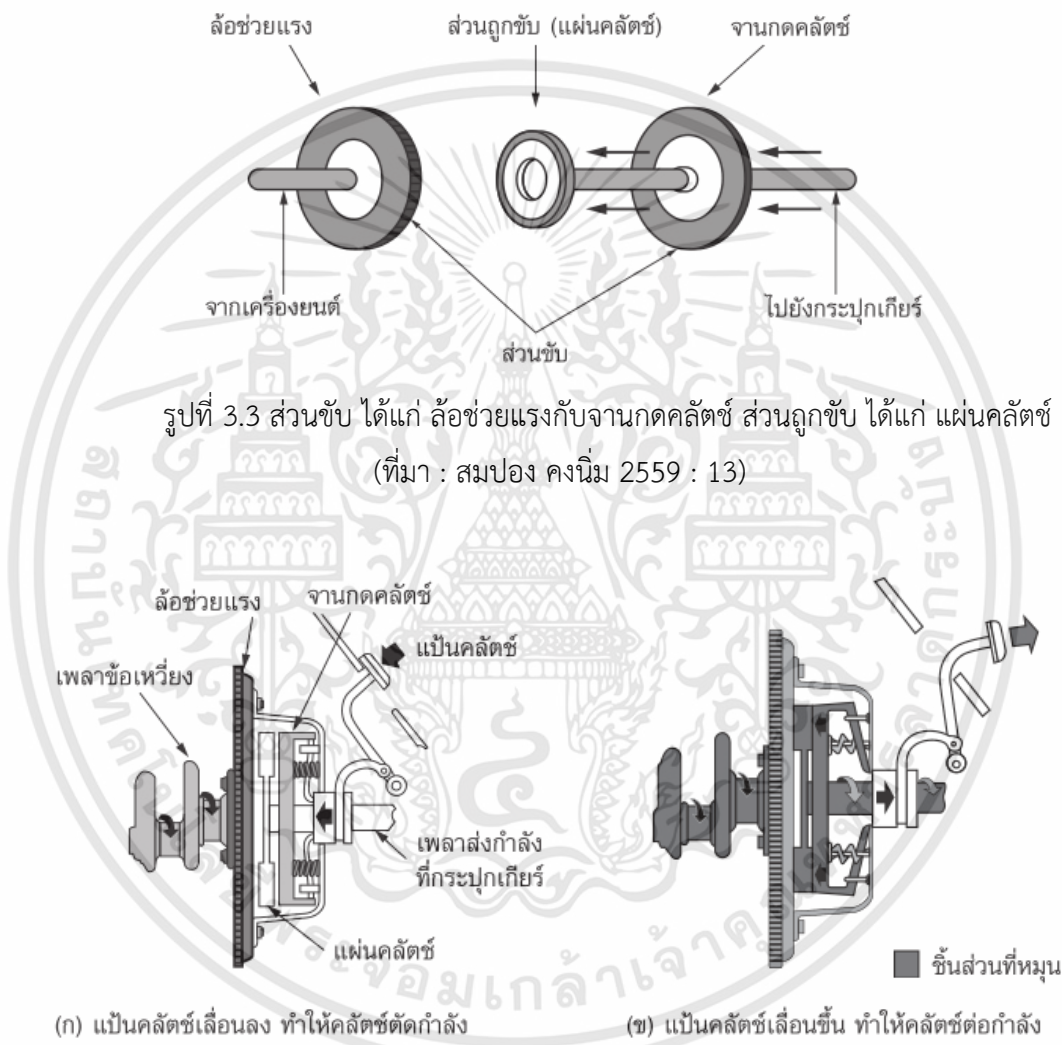 ล้อช่วยแรง
ส่วนถูกขับ (แผ่นคลัตช์)
จานกดคลัตช์
จากเครื่องยนต์
ไปยังกระปุกเกียร์
ส่วนขับ
รูปที่ 3.3 ส่วนขับ ได้แก่ ล้อช่วยแรงกับจานกดคลัตช์ ส่วนถูกขับ ได้แก่ แผ่นคลัตช์
(ที่มา : สมปอง คงนิ่ม 2559 : 13)
ล้อช่วยแรง
จานกดคลัตช์
แป้นคลัตช์
เพลาข้อเหวี่ยง
เพลาส่งกำลัง
ที่กระปุกเกียร์
แผ่นคลัตช์
ชิ้นส่วนที่หมุน
(ก) แป้นคลัตช์เลื่อนลง ทำให้คลัตช์ตัดกำลัง
(ข) แป้นคลัตช์เลื่อนขึ้น ทำให้คลัตช์ต่อกำลัง